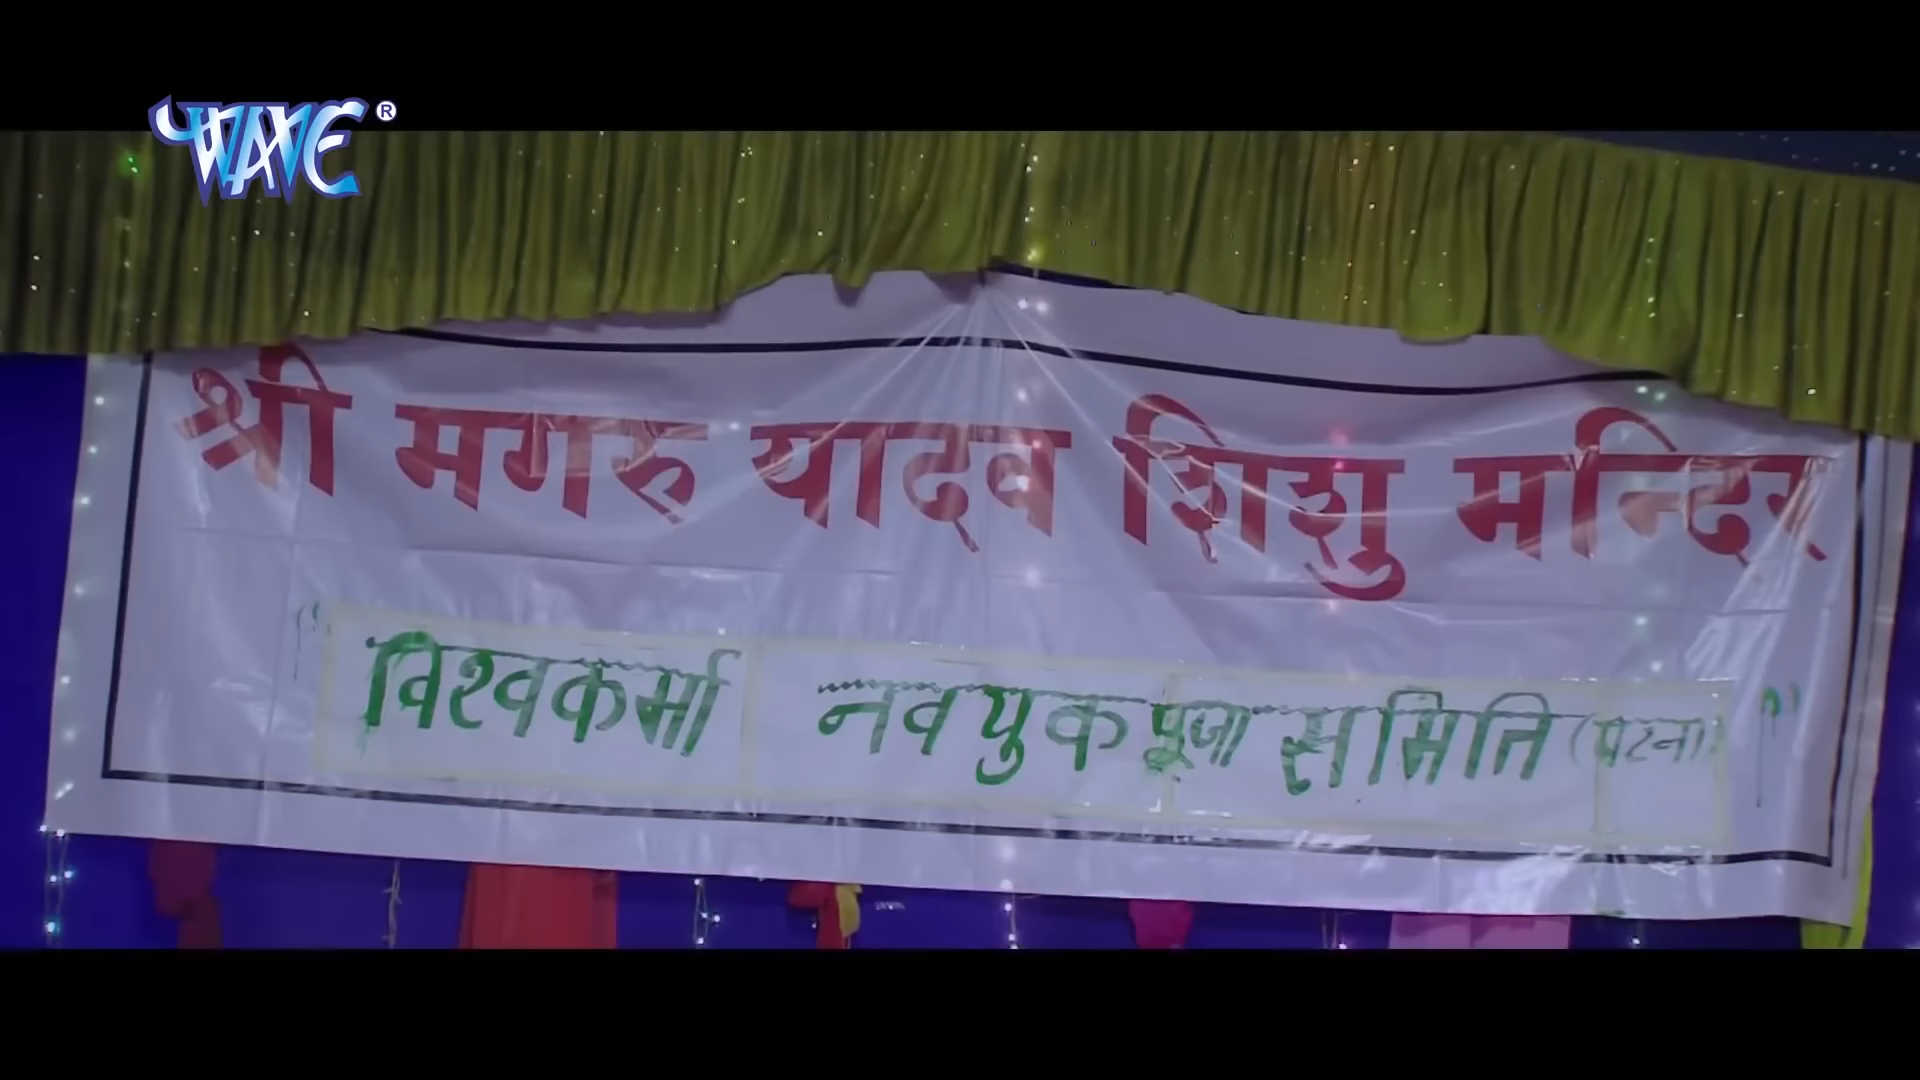 WAVE®
श्री मगरु यादव शिशु मन्दिर
विश्वकर्मा नवयुक पूजा समिति (पटना)